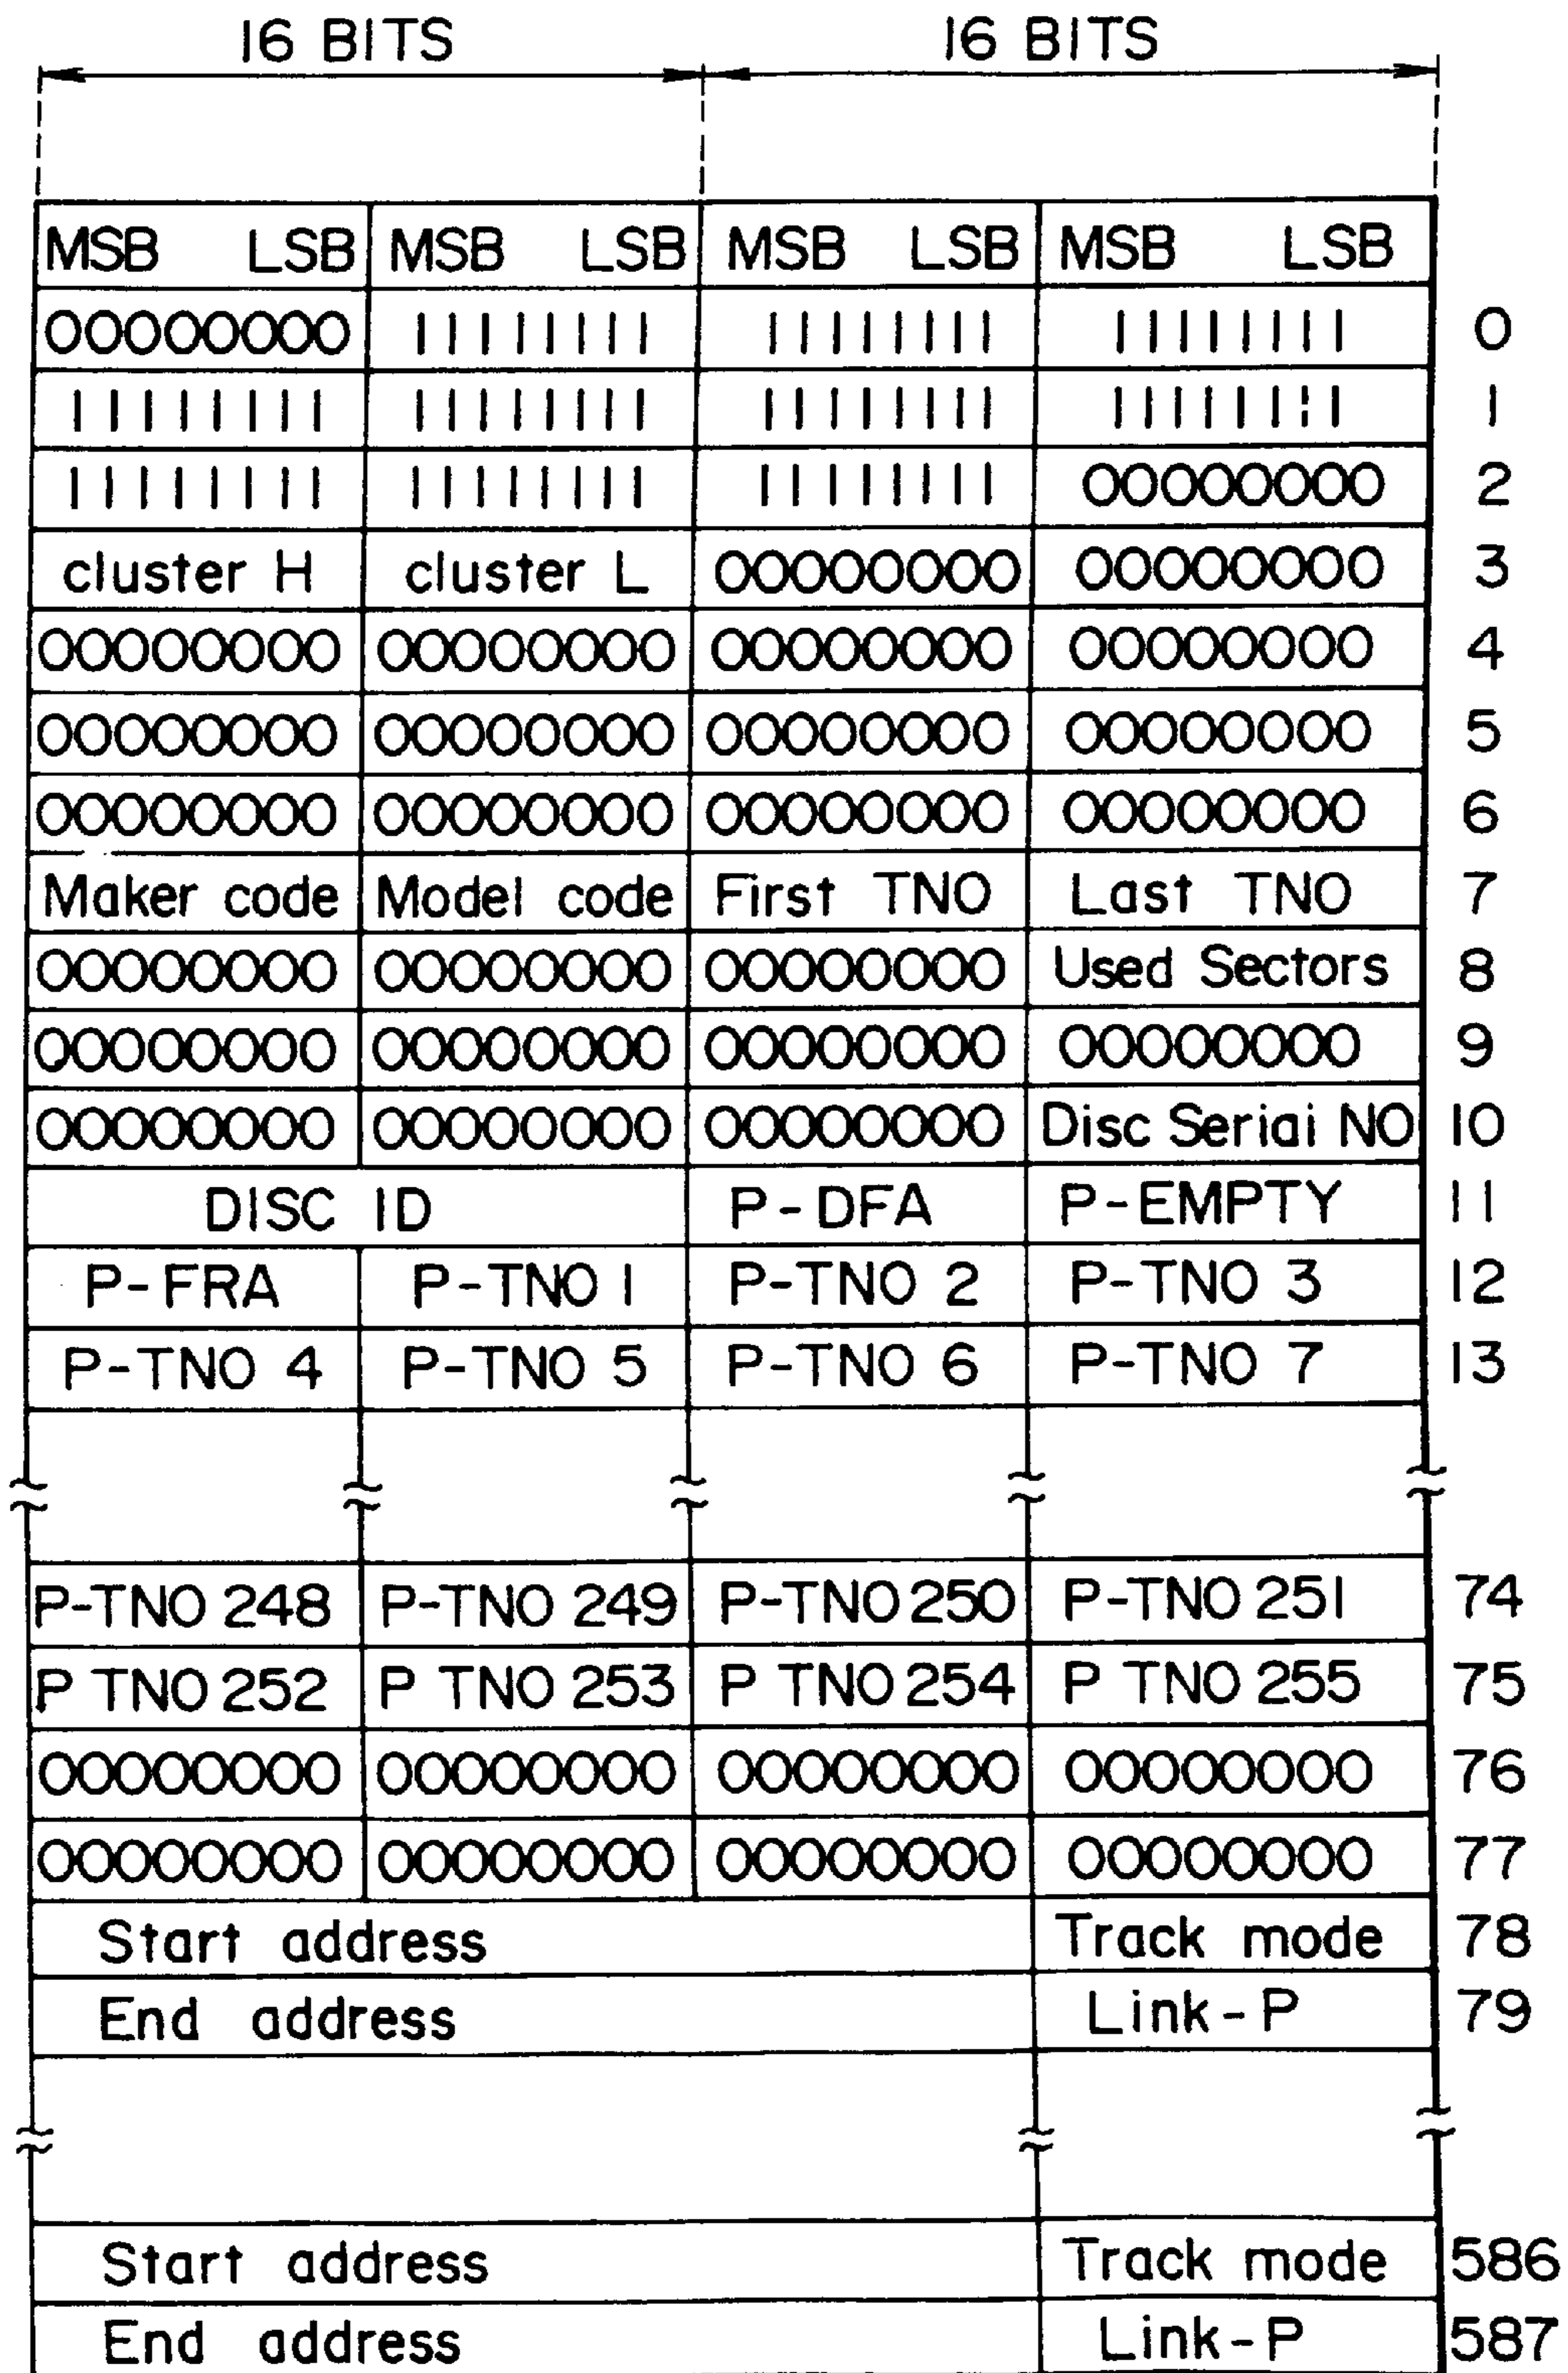 16 BITS 16 BITS
MSB LSB MSB LSB MSB LSB MSB LSB
00000000 11111111 11111111 11111111 0
11111111 11111111 11111111 11111111 1
11111111 11111111 11111111 00000000 2
cluster H cluster L 00000000 00000000 3
00000000 00000000 00000000 00000000 4
00000000 00000000 00000000 00000000 5
00000000 00000000 00000000 00000000 6
Maker code Model code First TNO Last TNO 7
00000000 00000000 00000000 Used Sectors 8
00000000 00000000 00000000 00000000 9
00000000 00000000 00000000 Disc Serial NO 10
DISC ID P-DFA P-EMPTY 11
P-FRA P-TNO 1 P-TNO 2 P-TNO 3 12
P-TNO 4 P-TNO 5 P-TNO 6 P-TNO 7 13
P-TNO 248 P-TNO 249 P-TNO 250 P-TNO 251 74
P TNO 252 P TNO 253 P TNO 254 P TNO 255 75
00000000 00000000 00000000 00000000 76
00000000 00000000 00000000 00000000 77
Start address Track mode 78
End address Link-P 79
Start address Track mode 586
End address Link-P 587